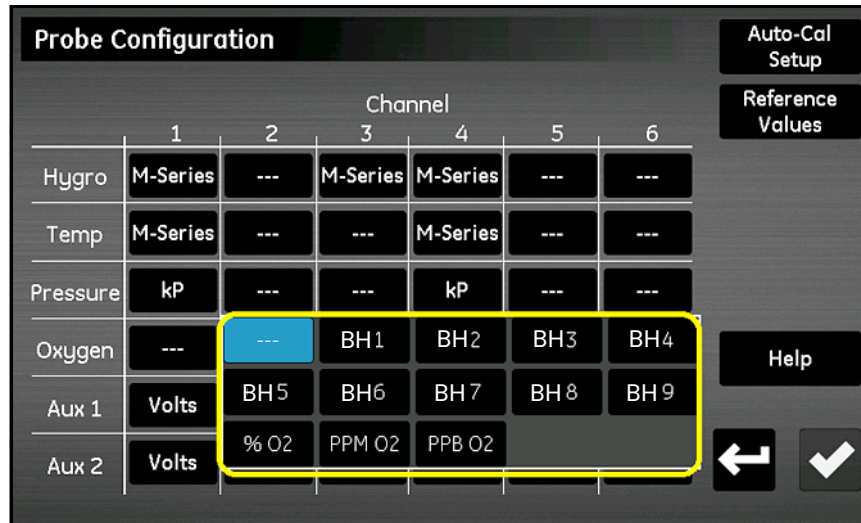 Probe Configuration
Auto-Cal
Setup
Reference
Values
Channel
1 2 3 4 5 6
Hygro M-Series --- M-Series M-Series --- ---
Temp M-Series --- --- M-Series --- ---
Pressure kP --- --- kP --- ---
Oxygen --- --- BH1 BH2 BH3 BH4
Help
Aux 1 Volts BH5 BH6 BH7 BH8 BH9
% O2 PPM O2 PPB O2
Aux 2 Volts